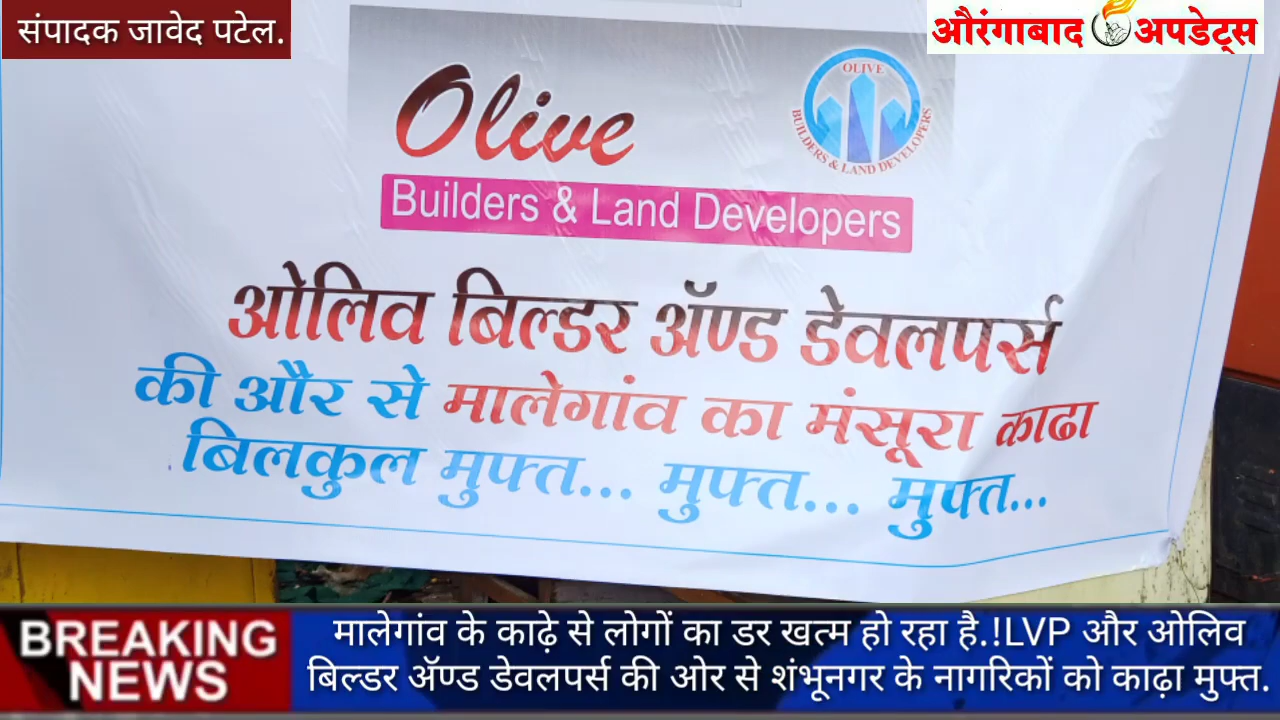 संपादक जावेद पटेल.
औरंगाबाद अपडेट्स
Olive
OLIVE
BUILDERS & LAND DEVELOPERS
Builders & Land Developers
ओलिव बिल्डर ॲण्ड डेवलपर्स
की और से मालेगांव का मंसूरा काढा
बिलकुल मुफ्त... मुफ्त... मुफ्त...
BREAKING
NEWS
मालेगांव के काढ़े से लोगों का डर खत्म हो रहा है.!LVP और ओलिव
बिल्डर ॲण्ड डेवलपर्स की ओर से शंभूनगर के नागरिकों को काढ़ा मुफ्त.